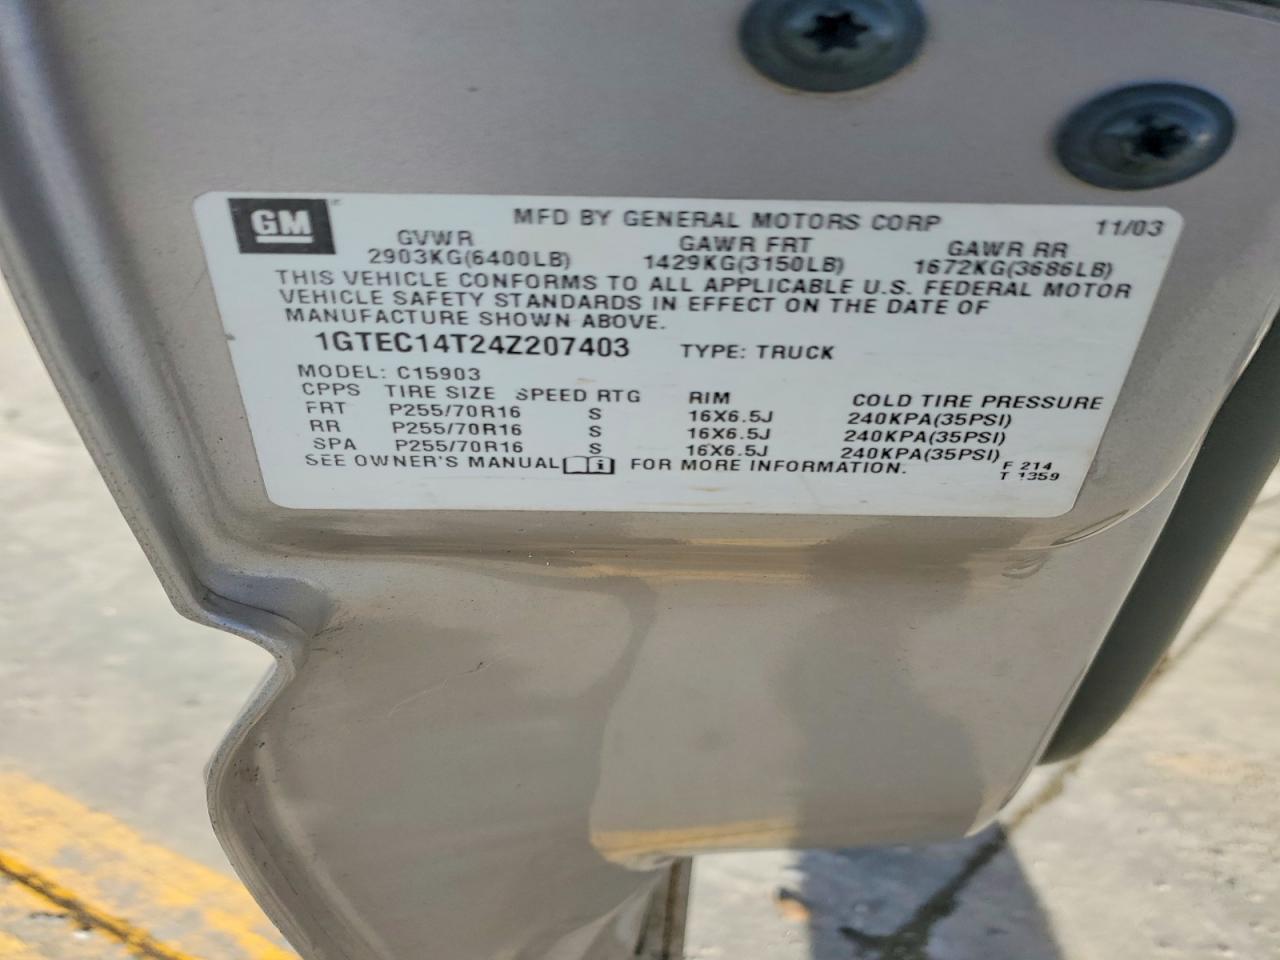 GM MFD BY GENERAL MOTORS CORP 11/03
GVWR GAWR FRT GAWR RR
2903KG(6400LB) 1429KG(3150LB) 1672KG(3686LB)
THIS VEHICLE CONFORMS TO ALL APPLICABLE U.S. FEDERAL MOTOR
VEHICLE SAFETY STANDARDS IN EFFECT ON THE DATE OF
MANUFACTURE SHOWN ABOVE.
1GTEC14T24Z207403 TYPE: TRUCK
MODEL: C15903
CPPS TIRE SIZE SPEED RTG RIM COLD TIRE PRESSURE
FRT P255/70R16 S 16X6.5J 240KPA(35PSI)
RR P255/70R16 S 16X6.5J 240KPA(35PSI)
SPA P255/70R16 S 16X6.5J 240KPA(35PSI)
SEE OWNER'S MANUAL FOR MORE INFORMATION.
F 214
T 1359